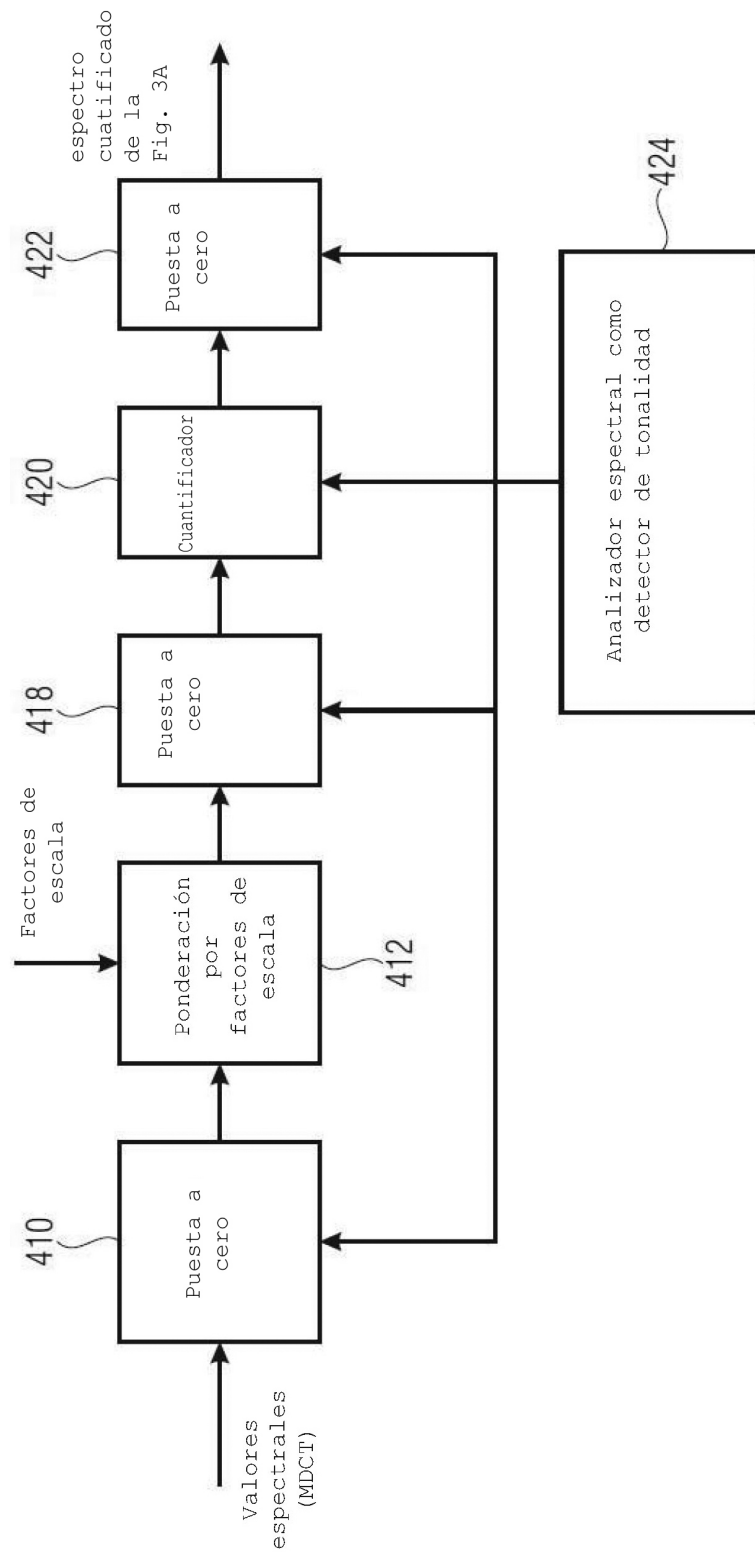 Valores
espectrales
(MDCT)
410
Puesta a
cero
Factores de
escala
Ponderación
por
factores de
escala
412
418
Puesta a
cero
420
Cuantificador
422
Puesta a
cero
espectro
cuatificado
de la
Fig. 3A
424
Analizador espectral como
detector de tonalidad